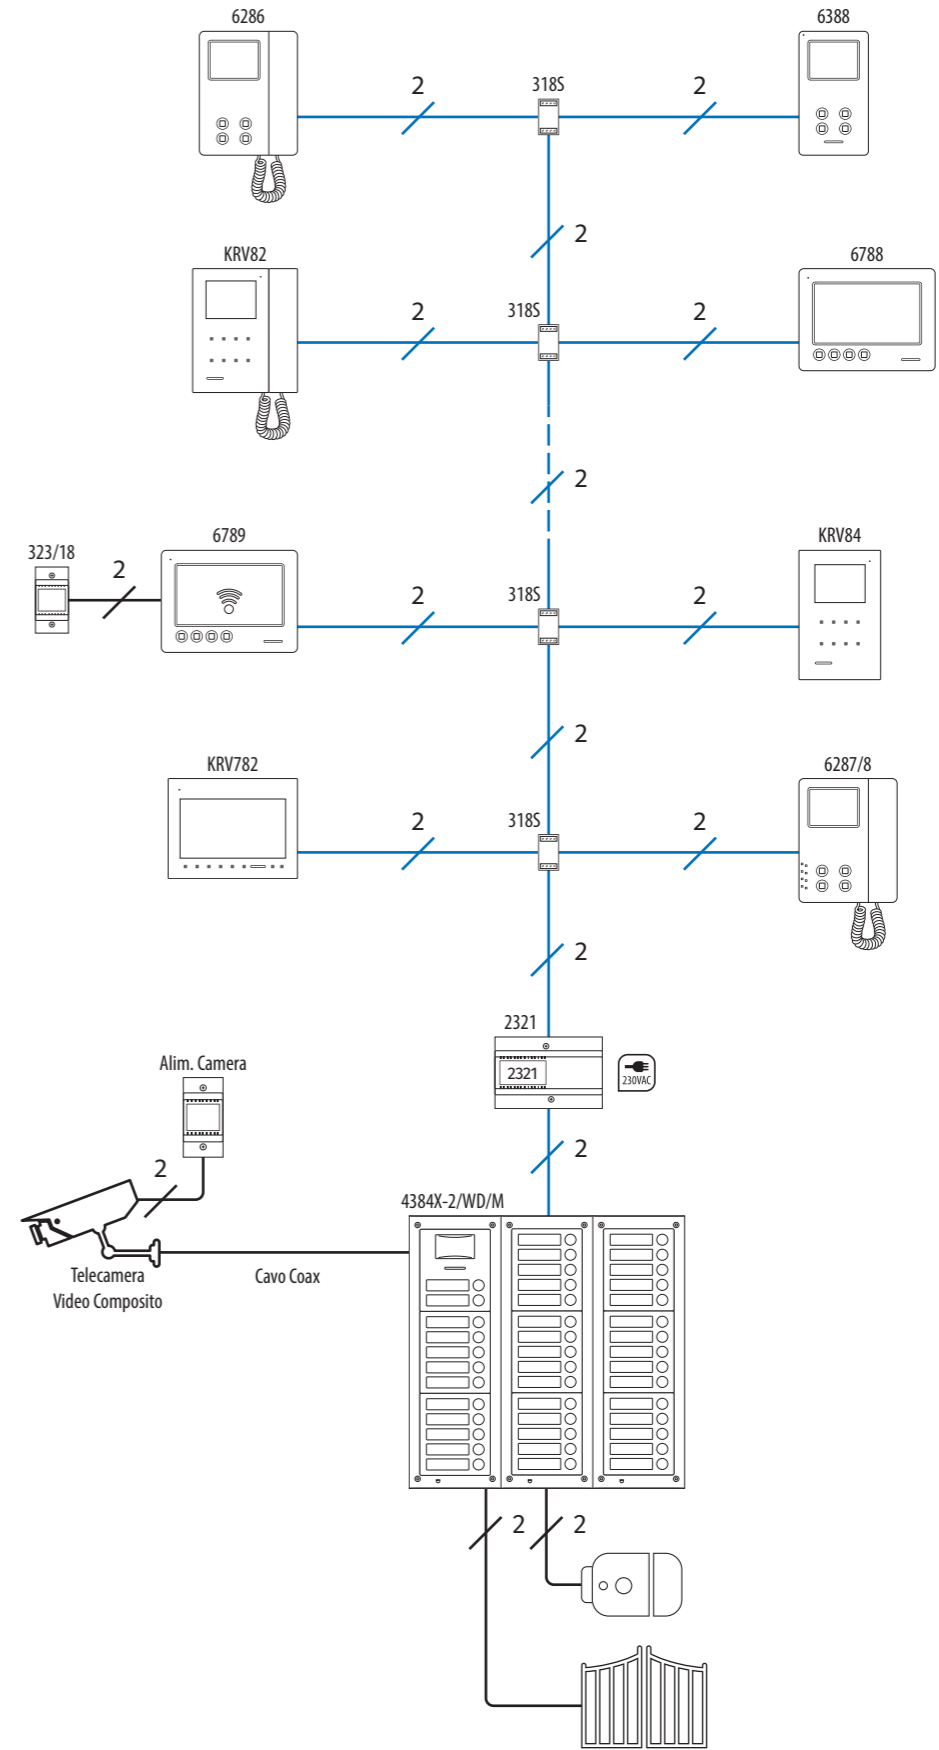 6286
6388
318S
2
2
2
KRV82
6788
318S
2
2
2
323/18
6789
KRV84
318S
2
2
2
2
KRV782
6287/8
318S
2
2
2
2321
2321
230VAC
Alim. Camera
2
2
4384X-2/WD/M
Telecamera
Video Composito
Cavo Coax
2
2